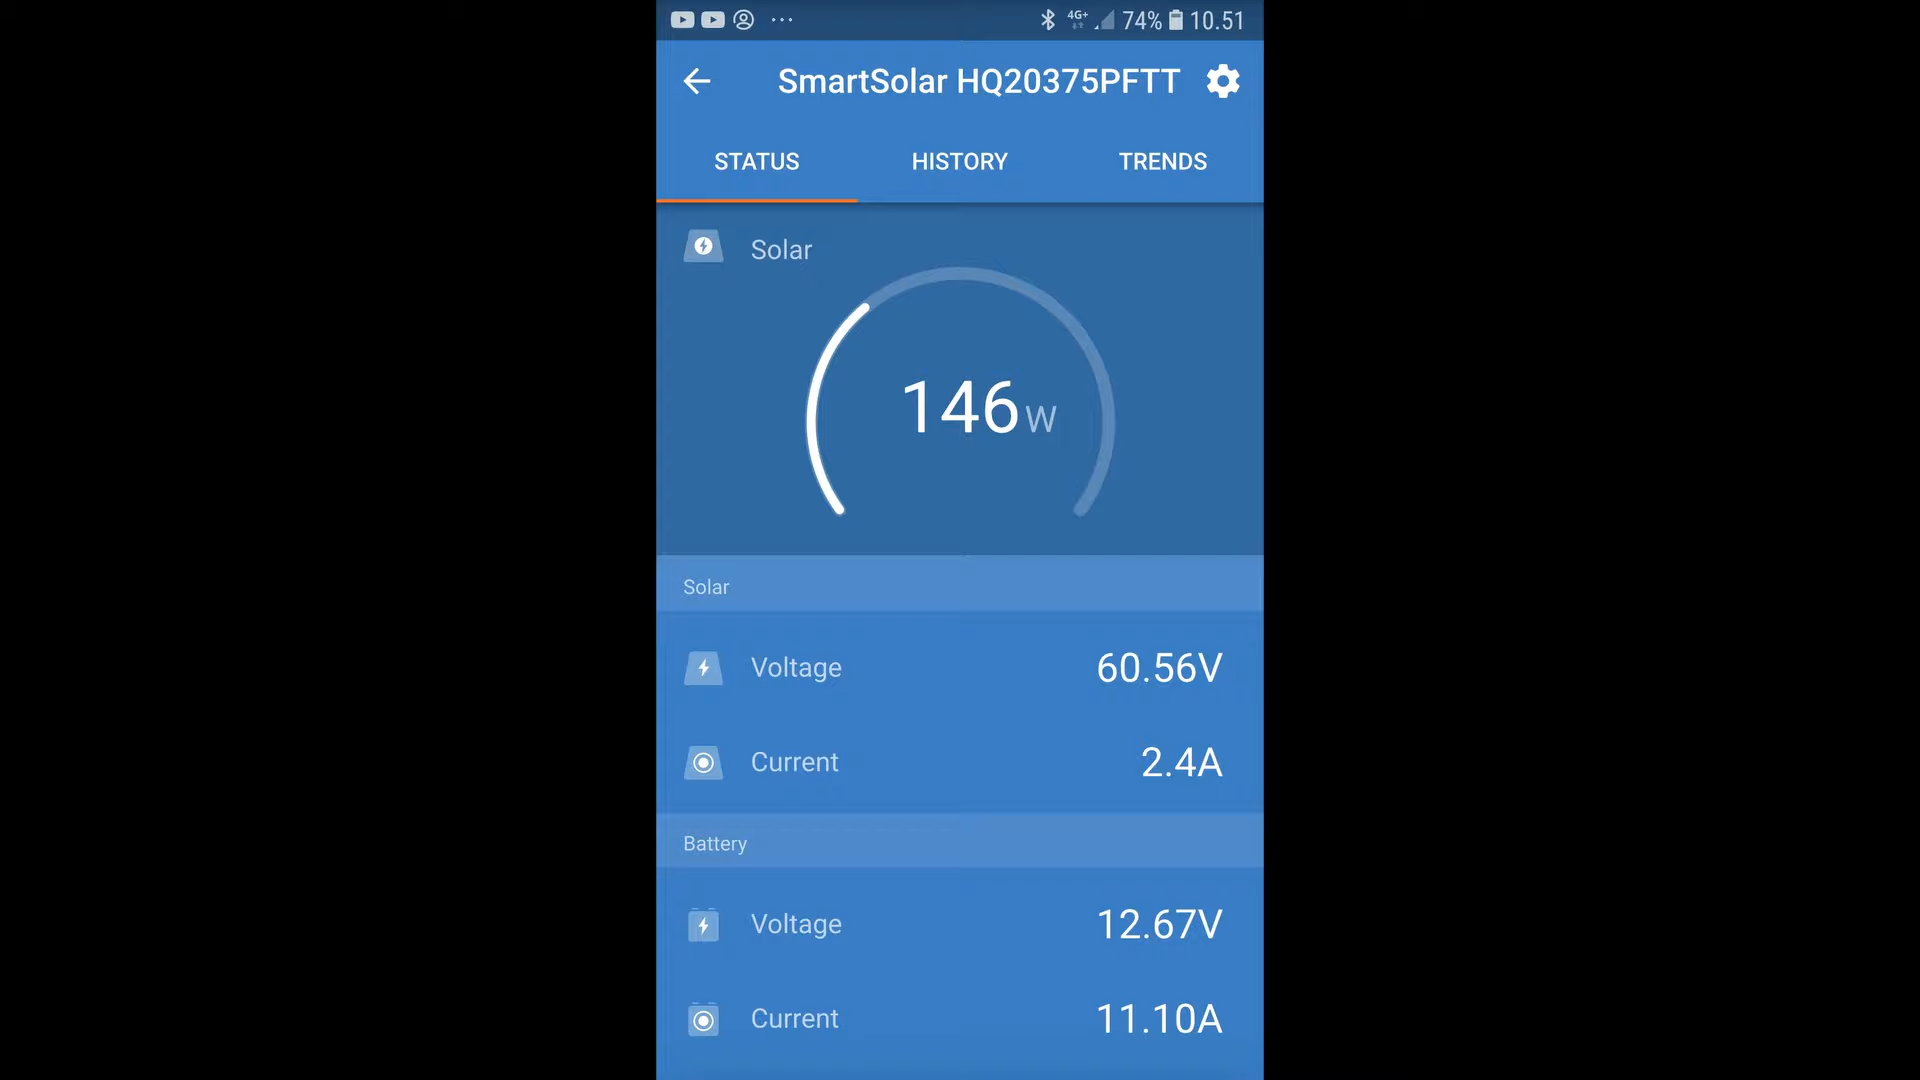 4G+ 74% 10.51
SmartSolar HQ20375PFTT
STATUS HISTORY TRENDS
Solar
146W
Solar
Voltage 60.56V
Current 2.4A
Battery
Voltage 12.67V
Current 11.10A